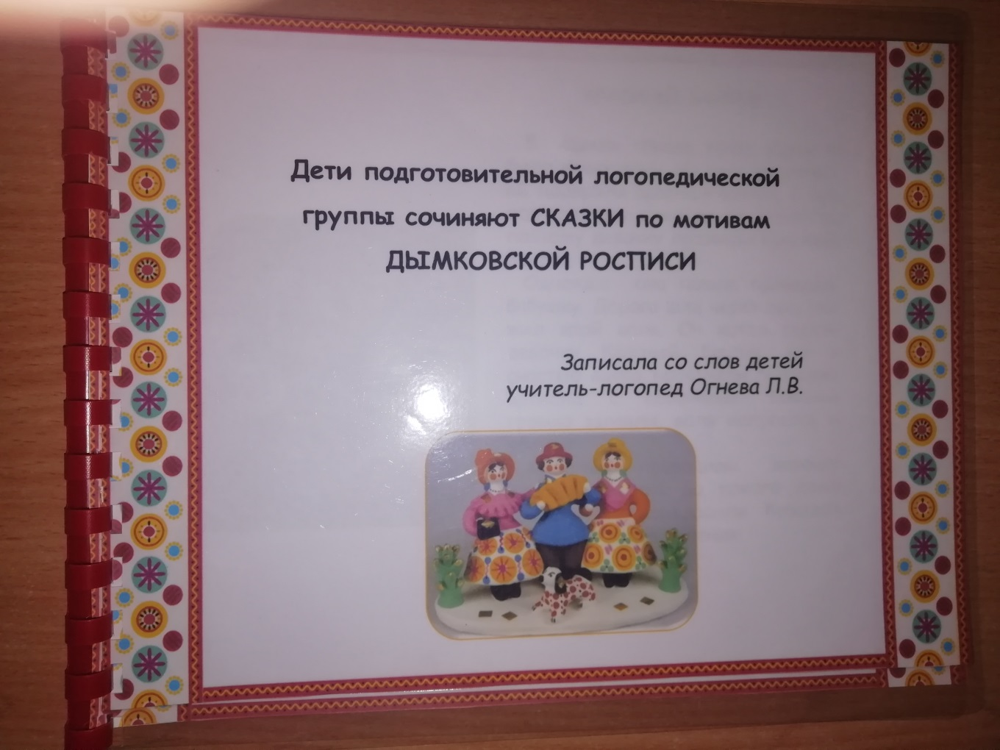 Дети подготовительной логопедической
группы сочиняют СКАЗКИ по мотивам
ДЫМКОВСКОЙ РОСПИСИ
Записала со слов детей
учитель-логопед Огнева Л.В.